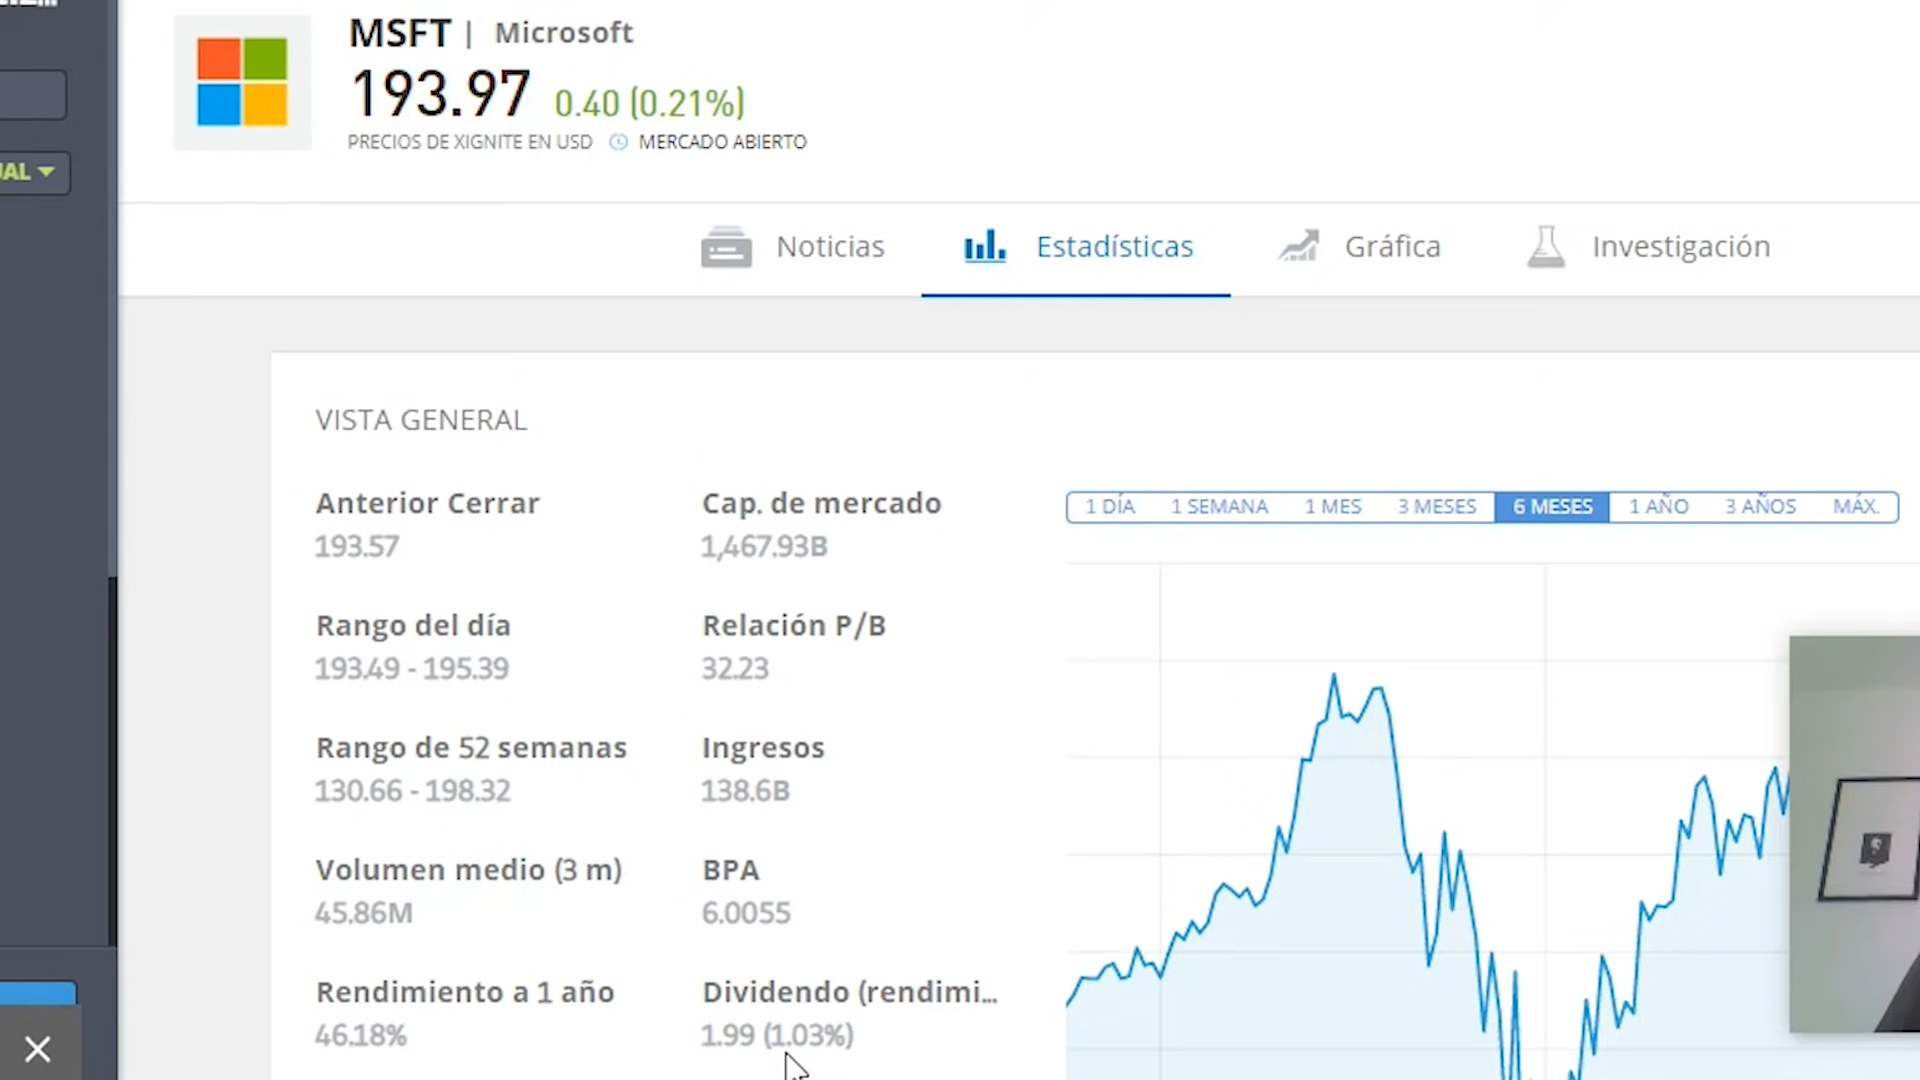 MSFT | Microsoft
193.97 0.40 (0.21%)
PRECIOS DE XIGNITE EN USD MERCADO ABIERTO
UAL
Noticias Estadísticas Gráfica Investigación
VISTA GENERAL
Anterior Cerrar
193.57
Cap. de mercado
1,467.93B
1 DÍA 1 SEMANA 1 MES 3 MESES 6 MESES 1 AÑO 3 AÑOS MÁX.
Rango del día
193.49 - 195.39
Relación P/B
32.23
Rango de 52 semanas
130.66 - 198.32
Ingresos
138.6B
Volumen medio (3 m)
45.86M
BPA
6.0055
Rendimiento a 1 año
46.18%
Dividendo (rendimi...
1.99 (1.03%)